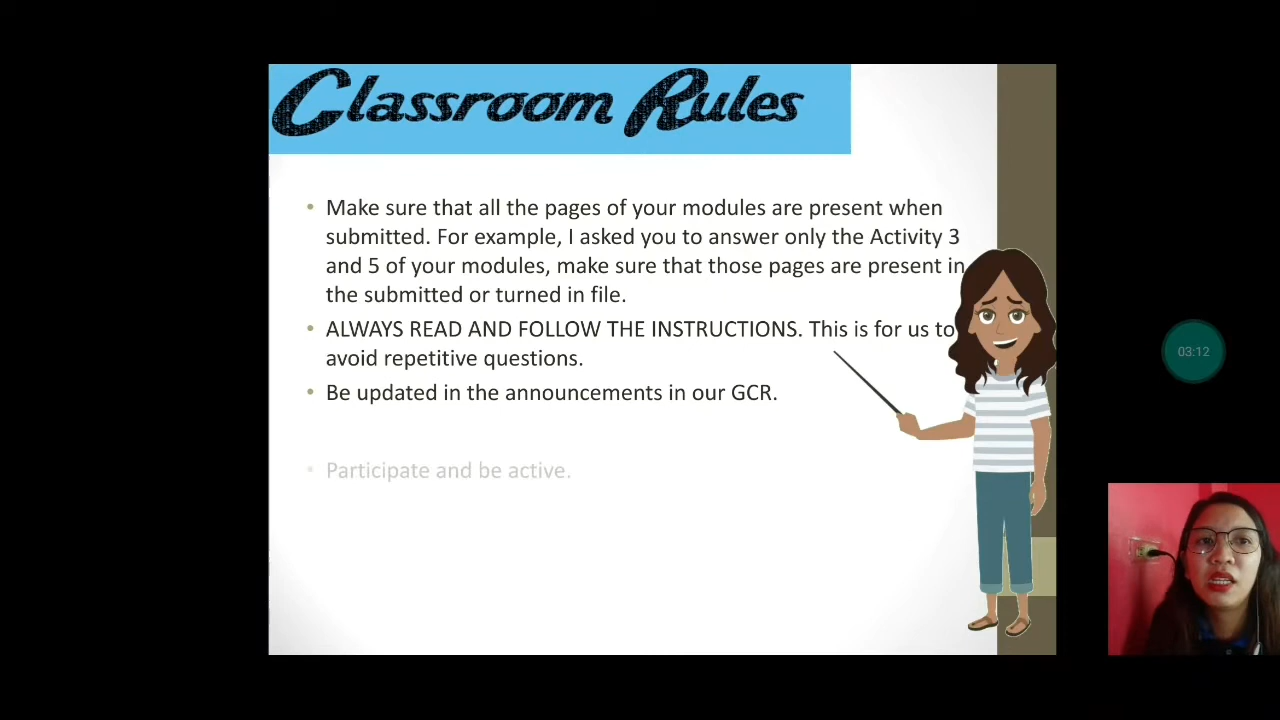 Classroom Rules
• Make sure that all the pages of your modules are present when
submitted. For example, I asked you to answer only the Activity 3
and 5 of your modules, make sure that those pages are present in
the submitted or turned in file.
• ALWAYS READ AND FOLLOW THE INSTRUCTIONS. This is for us to
avoid repetitive questions.
• Be updated in the announcements in our GCR.
• Participate and be active.
03:12